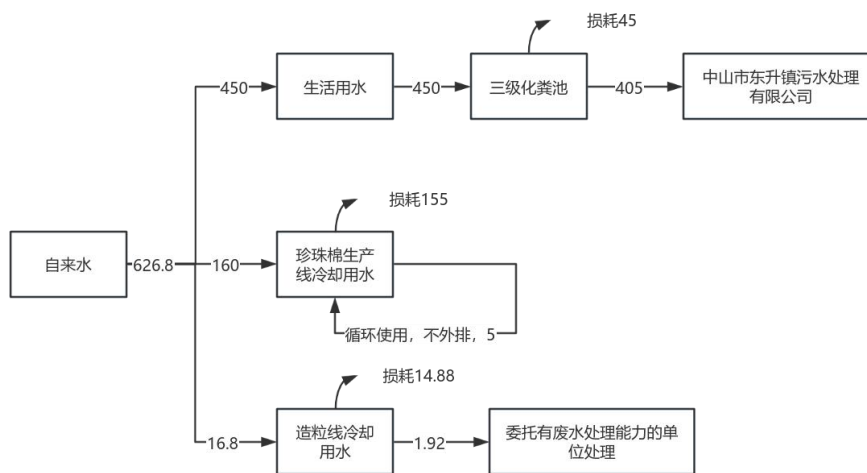 损耗45
450
生活用水
450
三级化粪池
405
中山市东升镇污水处理
有限公司
损耗155
自来水
626.8
160
珍珠棉生产
线冷却用水
循环使用，不外排，5
损耗14.88
16.8
造粒线冷却
用水
1.92
委托有废水处理能力的单
位处理